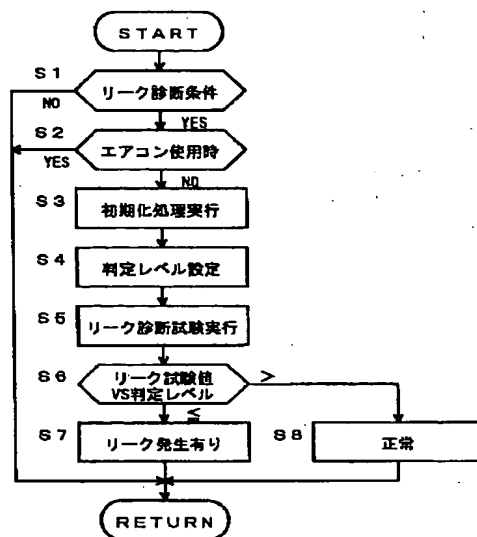 START
S1
リーク診断条件
NO
YES
S2
エアコン使用時
YES
NO
S3
初期化処理実行
S4
判定レベル設定
S5
リーク診断試験実行
S6
リーク試験値
VS判定レベル
>
≦
S7
リーク発生有り
S8
正常
RETURN